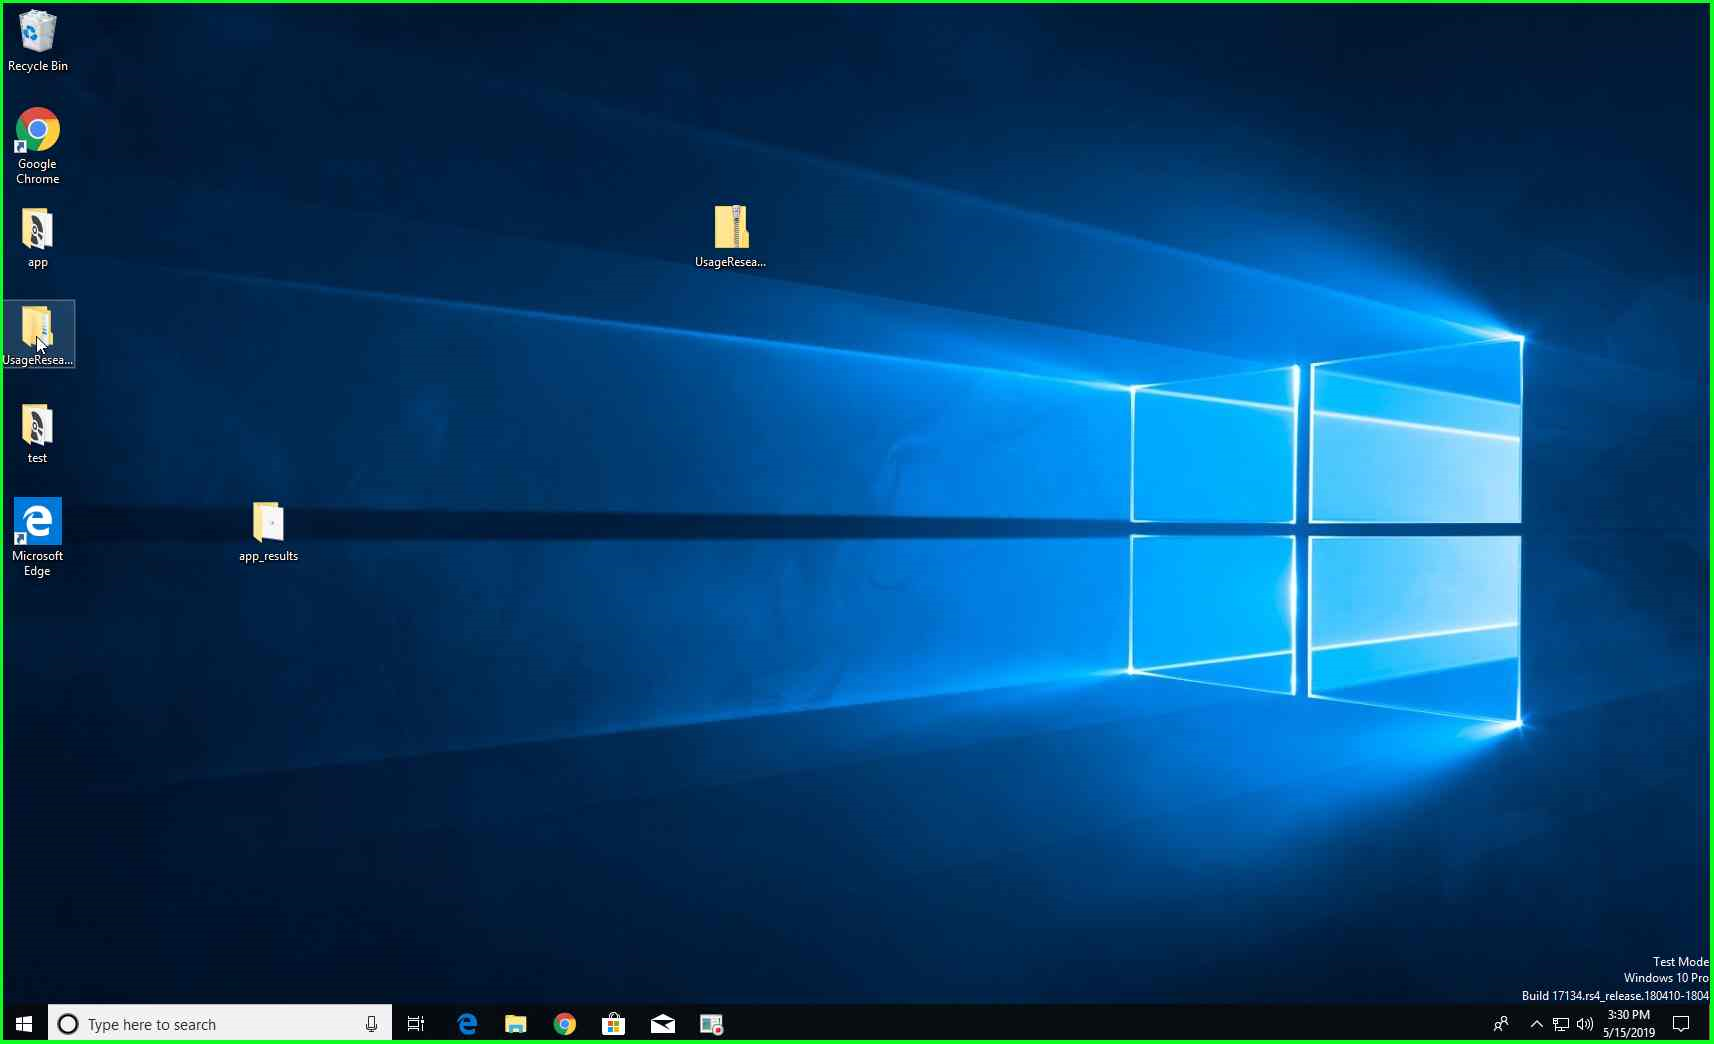 Recycle Bin
Google
Chrome
app
UsageResea...
UsageResea...
test
Microsoft
Edge
app_results
Test Mode
Windows 10 Pro
Build 17134.rs4_release.180410-1804
Type here to search
3:30 PM
5/15/2019